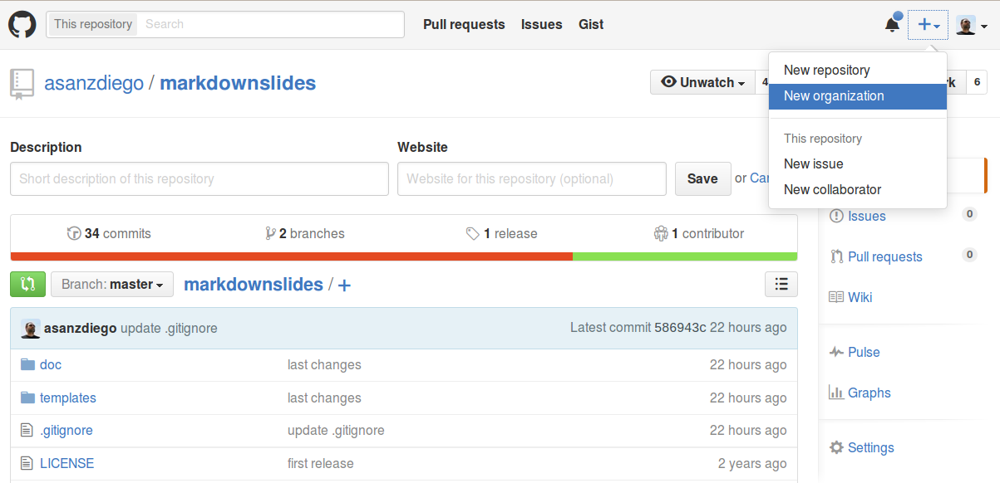 This repository Search Pull requests Issues Gist
New repository
asanzdiego / markdownslides Unwatch 4 rk 6
New organization
This repository
New issue
New collaborator
Description Website
Short description of this repository Website for this repository (optional) Save or Can
34 commits 2 branches 1 release 1 contributor
Issues 0
Pull requests 0
Branch: master markdownslides / +
Wiki
asanzdiego update .gitignore Latest commit 586943c 22 hours ago
Pulse
doc last changes 22 hours ago
Graphs
templates last changes 22 hours ago
.gitignore update .gitignore 22 hours ago
Settings
LICENSE first release 2 years ago